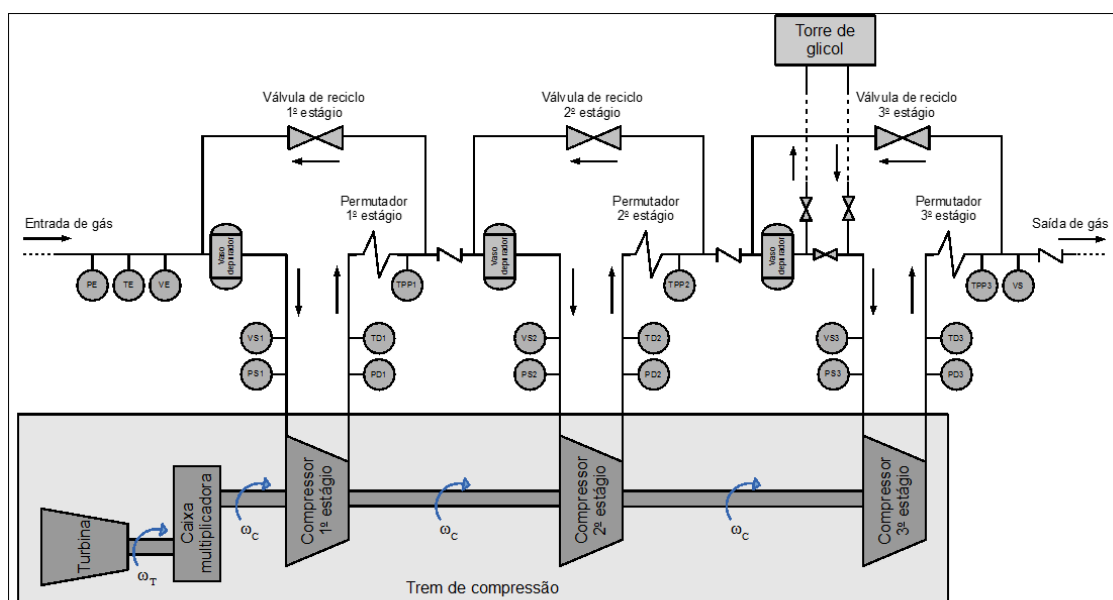 Torre de
glicol
Válvula de reciclo
1º estágio
Válvula de reciclo
2º estágio
Válvula de reciclo
3º estágio
Entrada de gás
Permutador
1º estágio
Permutador
2º estágio
Permutador
3º estágio
Saída de gás
Vaso
depurador
Vaso
depurador
Vaso
depurador
PE
TE
VE
TPP1
TPP2
TPP3
VS
VS1
TD1
VS2
TD2
VS3
TD3
PS1
PD1
PS2
PD2
PS3
PD3
Turbina
ωT
Caixa
multiplicadora
ωC
Compressor
1º estágio
ωC
Compressor
2º estágio
ωC
Compressor
3º estágio
Trem de compressão